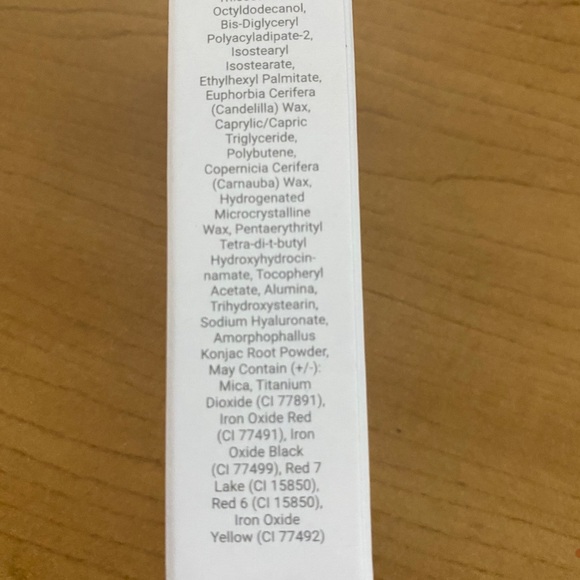 Octyldodecanol,
Bis-Diglyceryl
Polyacyladipate-2,
Isostearyl
Isostearate,
Ethylhexyl Palmitate,
Euphorbia Cerifera
(Candelilla) Wax,
Caprylic/Capric
Triglyceride,
Polybutene,
Copernicia Cerifera
(Carnauba) Wax,
Hydrogenated
Microcrystalline
Wax, Pentaerythrityl
Tetra-di-t-butyl
Hydroxyhydrocin-
namate, Tocopheryl
Acetate, Alumina,
Trihydroxystearin,
Sodium Hyaluronate,
Amorphophallus
Konjac Root Powder,
May Contain (+/-):
Mica, Titanium
Dioxide (CI 77891),
Iron Oxide Red
(CI 77491), Iron
Oxide Black
(CI 77499), Red 7
Lake (CI 15850),
Red 6 (CI 15850),
Iron Oxide
Yellow (CI 77492)